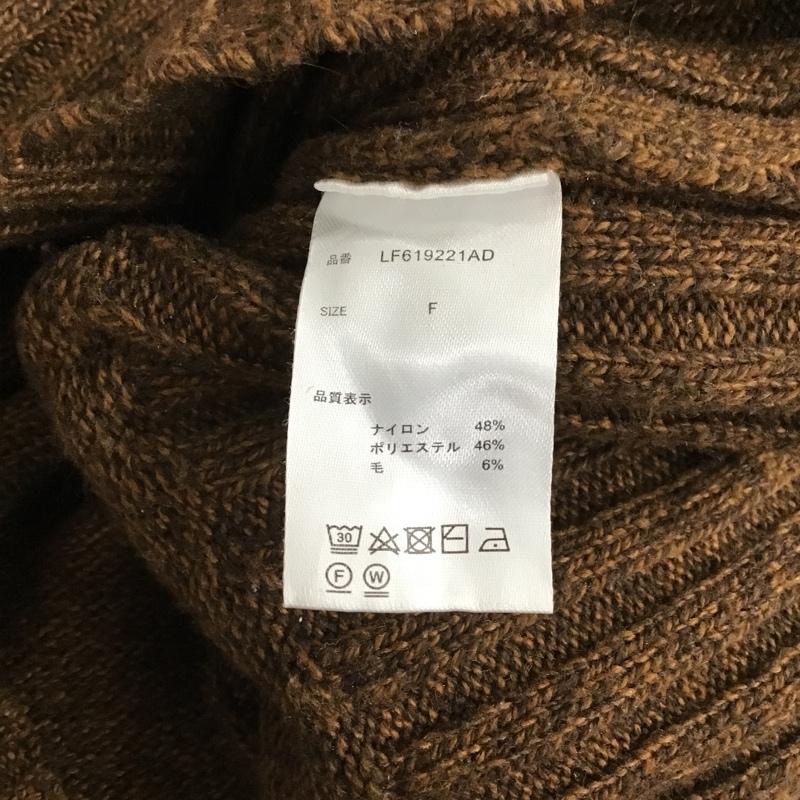 品番 LF619221AD
SIZE F
品質表示
ナイロン 48%
ポリエステル 46%
毛 6%
30
F W